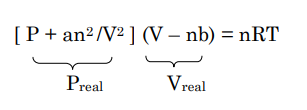 [ P + an²/V² ] (V – nb) = nRT
Preal Vreal